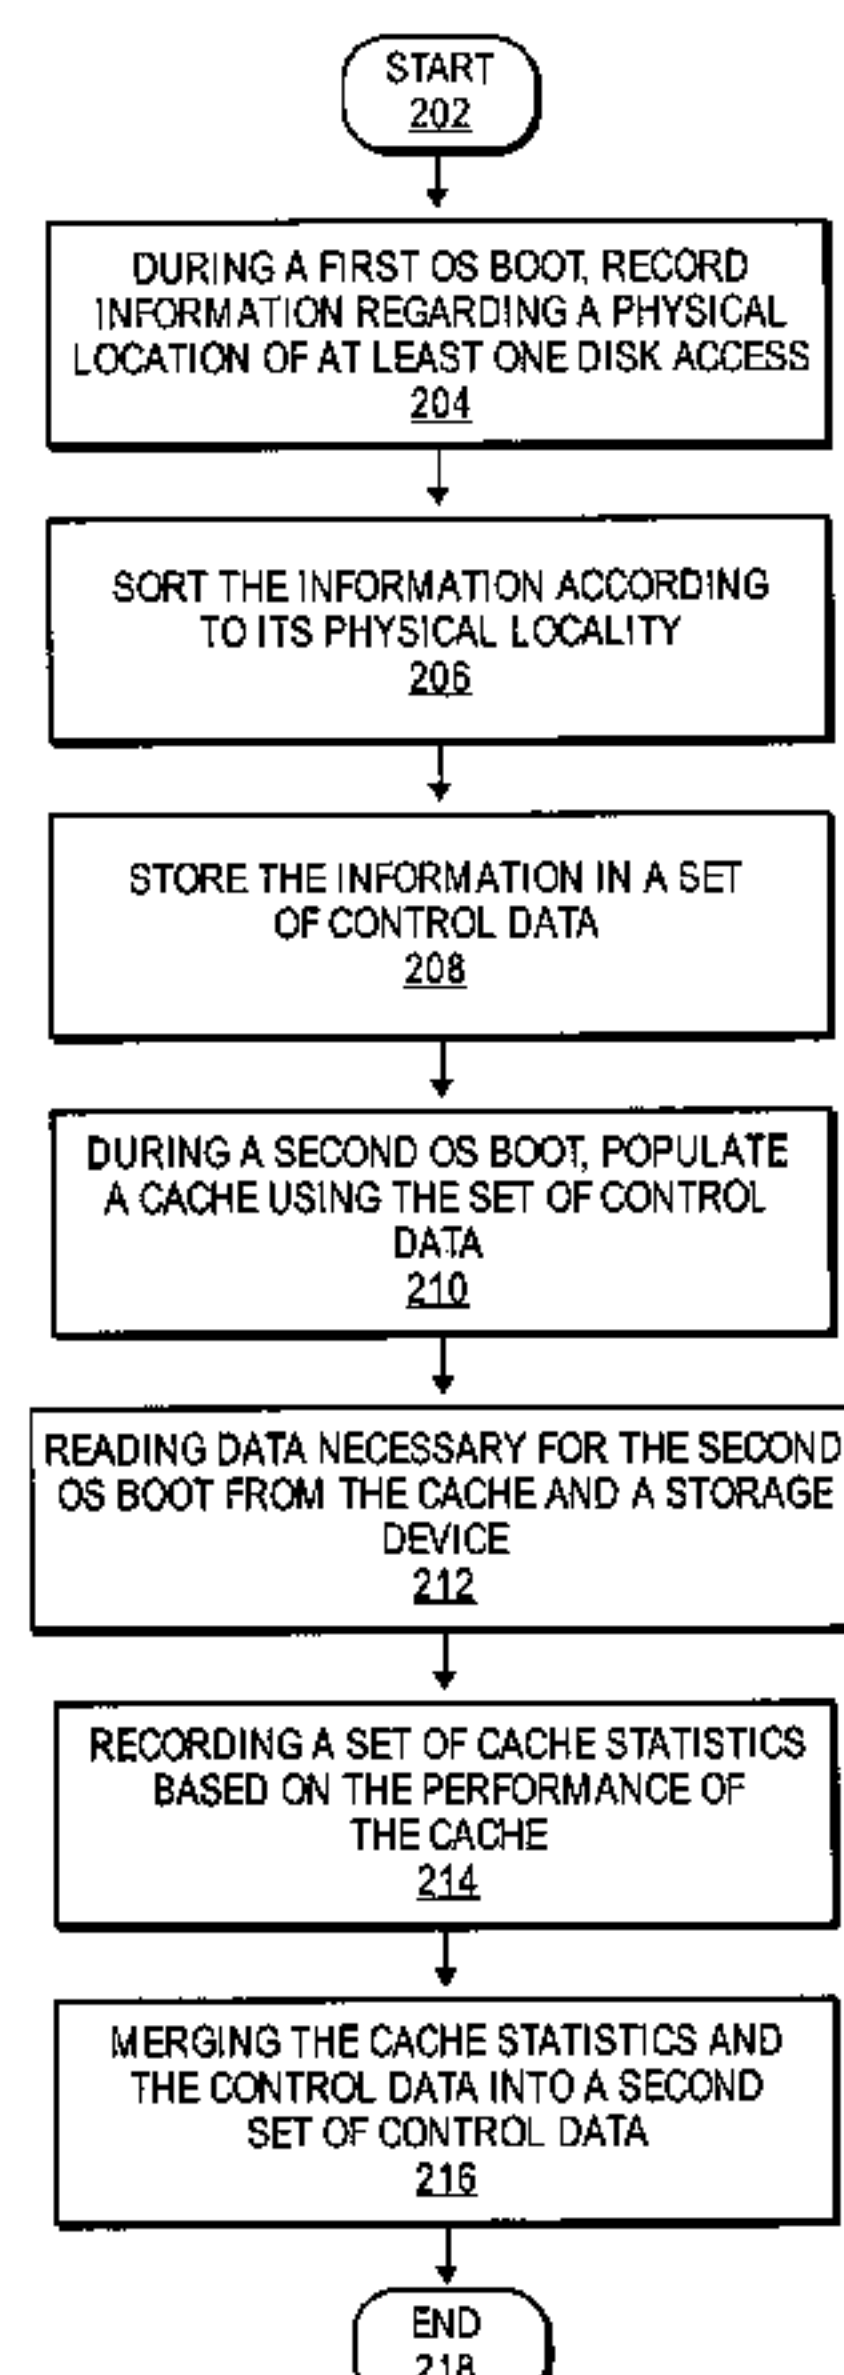 START
202
DURING A FIRST OS BOOT, RECORD
INFORMATION REGARDING A PHYSICAL
LOCATION OF AT LEAST ONE DISK ACCESS
204
SORT THE INFORMATION ACCORDING
TO ITS PHYSICAL LOCALITY
206
STORE THE INFORMATION IN A SET
OF CONTROL DATA
208
DURING A SECOND OS BOOT, POPULATE
A CACHE USING THE SET OF CONTROL
DATA
210
READING DATA NECESSARY FOR THE SECOND
OS BOOT FROM THE CACHE AND A STORAGE
DEVICE
212
RECORDING A SET OF CACHE STATISTICS
BASED ON THE PERFORMANCE OF
THE CACHE
214
MERGING THE CACHE STATISTICS AND
THE CONTROL DATA INTO A SECOND
SET OF CONTROL DATA
216
END
218